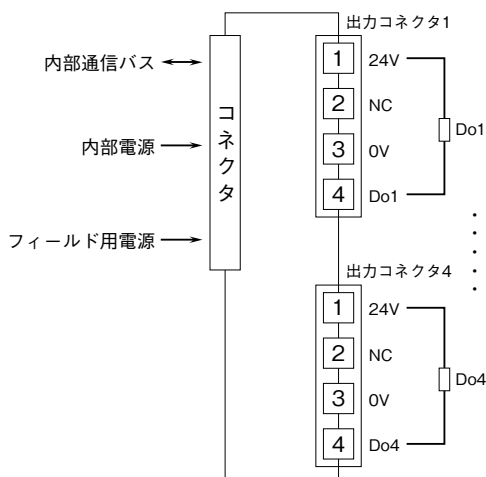 出力コネクタ1
内部通信バス
内部電源
フィールド用電源
コネクタ
1 24V
2 NC
3 0V
4 Do1
Do1
出力コネクタ4
1 24V
2 NC
3 0V
4 Do4
Do4